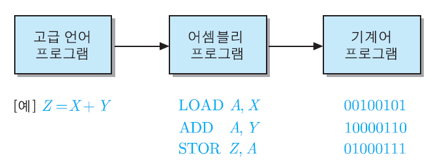 고급 언어
프로그램
어셈블리
프로그램
기계어
프로그램
[예] Z=X+ Y
LOAD A, X
ADD A, Y
STOR Z, A
00100101
10000110
01000111